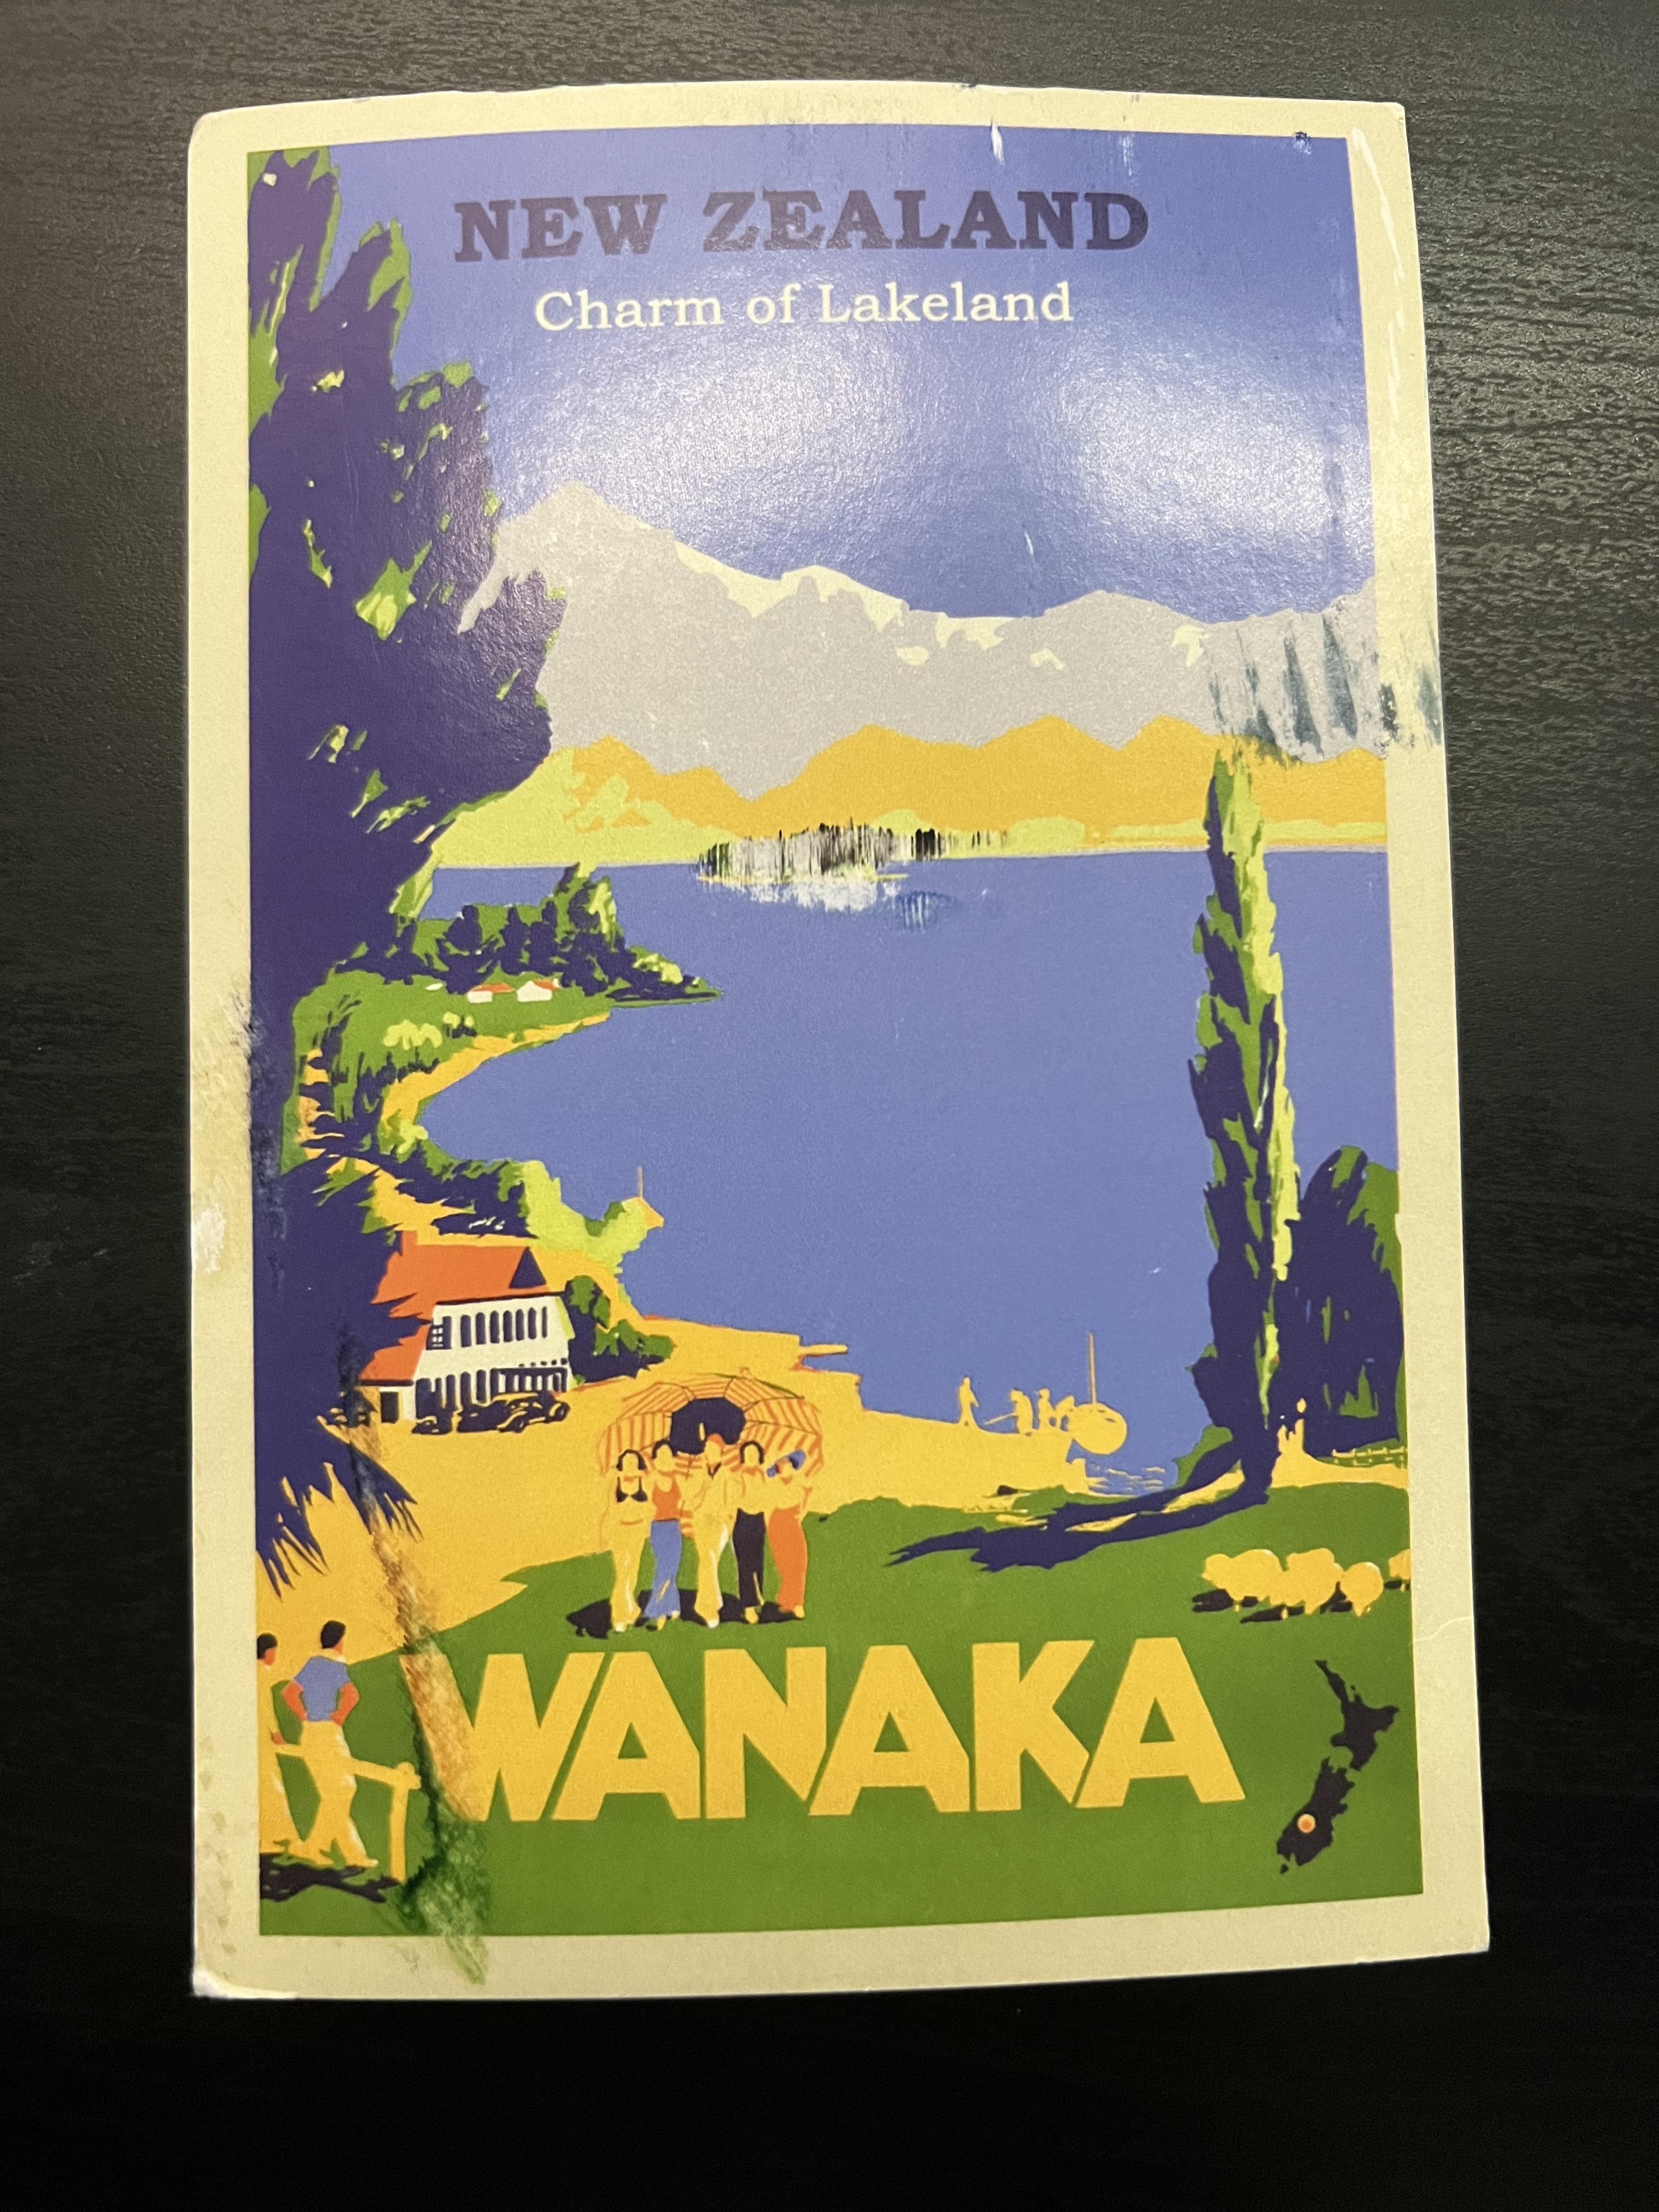 NEW ZEALAND
Charm of Lakeland
WANAKA